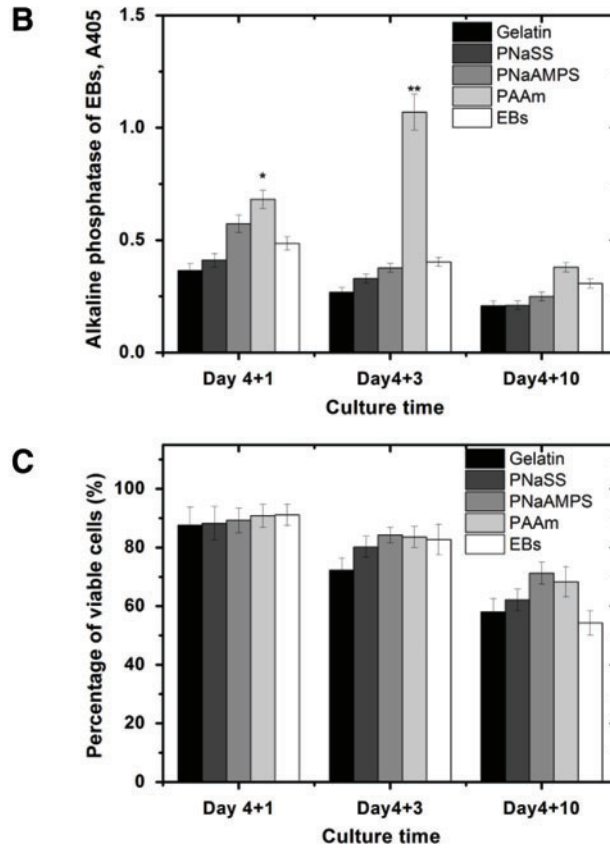 B
Alkaline phosphatase of EBs, A405
1.5
1.0
0.5
0.0
Gelatin
PNaSS
PNaAMPS
PAAm
EBs
*
**
Day 4+1
Day4+3
Day4+10
Culture time
C
Percentage of viable cells (%)
100
80
60
40
20
0
Gelatin
PNaSS
PNaAMPS
PAAm
EBs
Day 4+1
Day4+3
Day4+10
Culture time